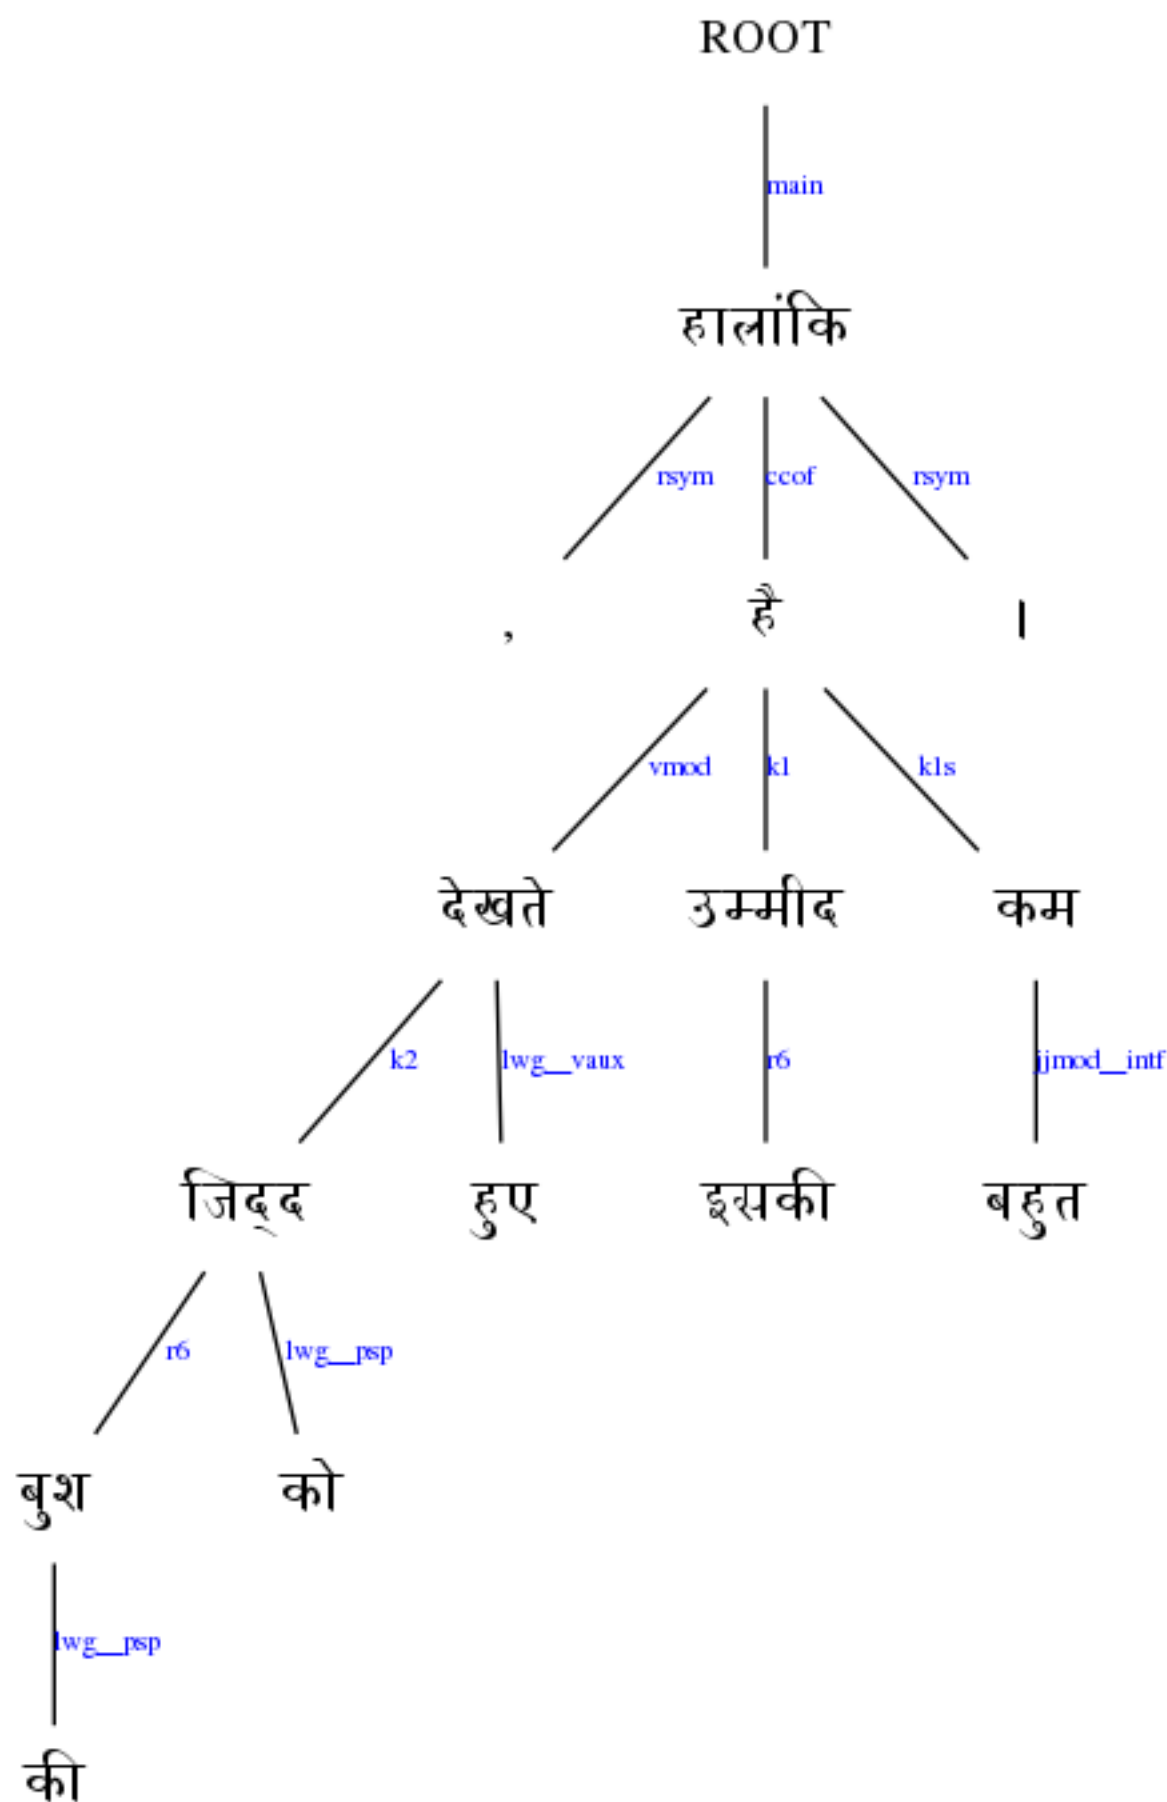 ROOT
main
हालांकि
rsym ccof rsym
, है ।
vmod k1 k1s
देखते उम्मीद कम
k2 lwg__vaux r6 jjmod__intf
जिद्द हुए इसकी बहुत
r6 lwg__psp
बुश को
lwg__psp
की